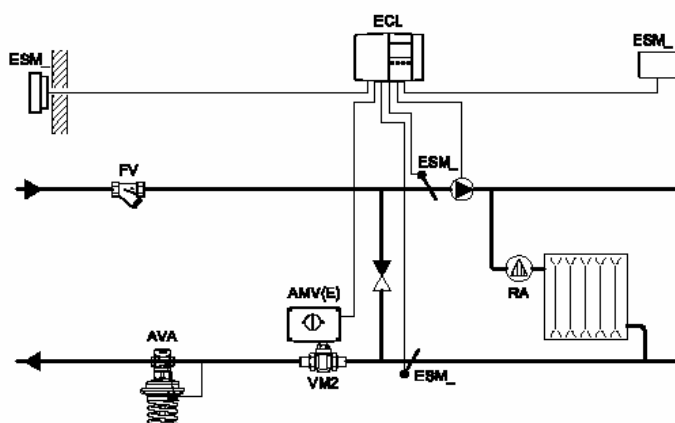 ECL
ESM_
ESM_
FV
ESM_
AMV(E)
RA
AVA
VM2
ESM_